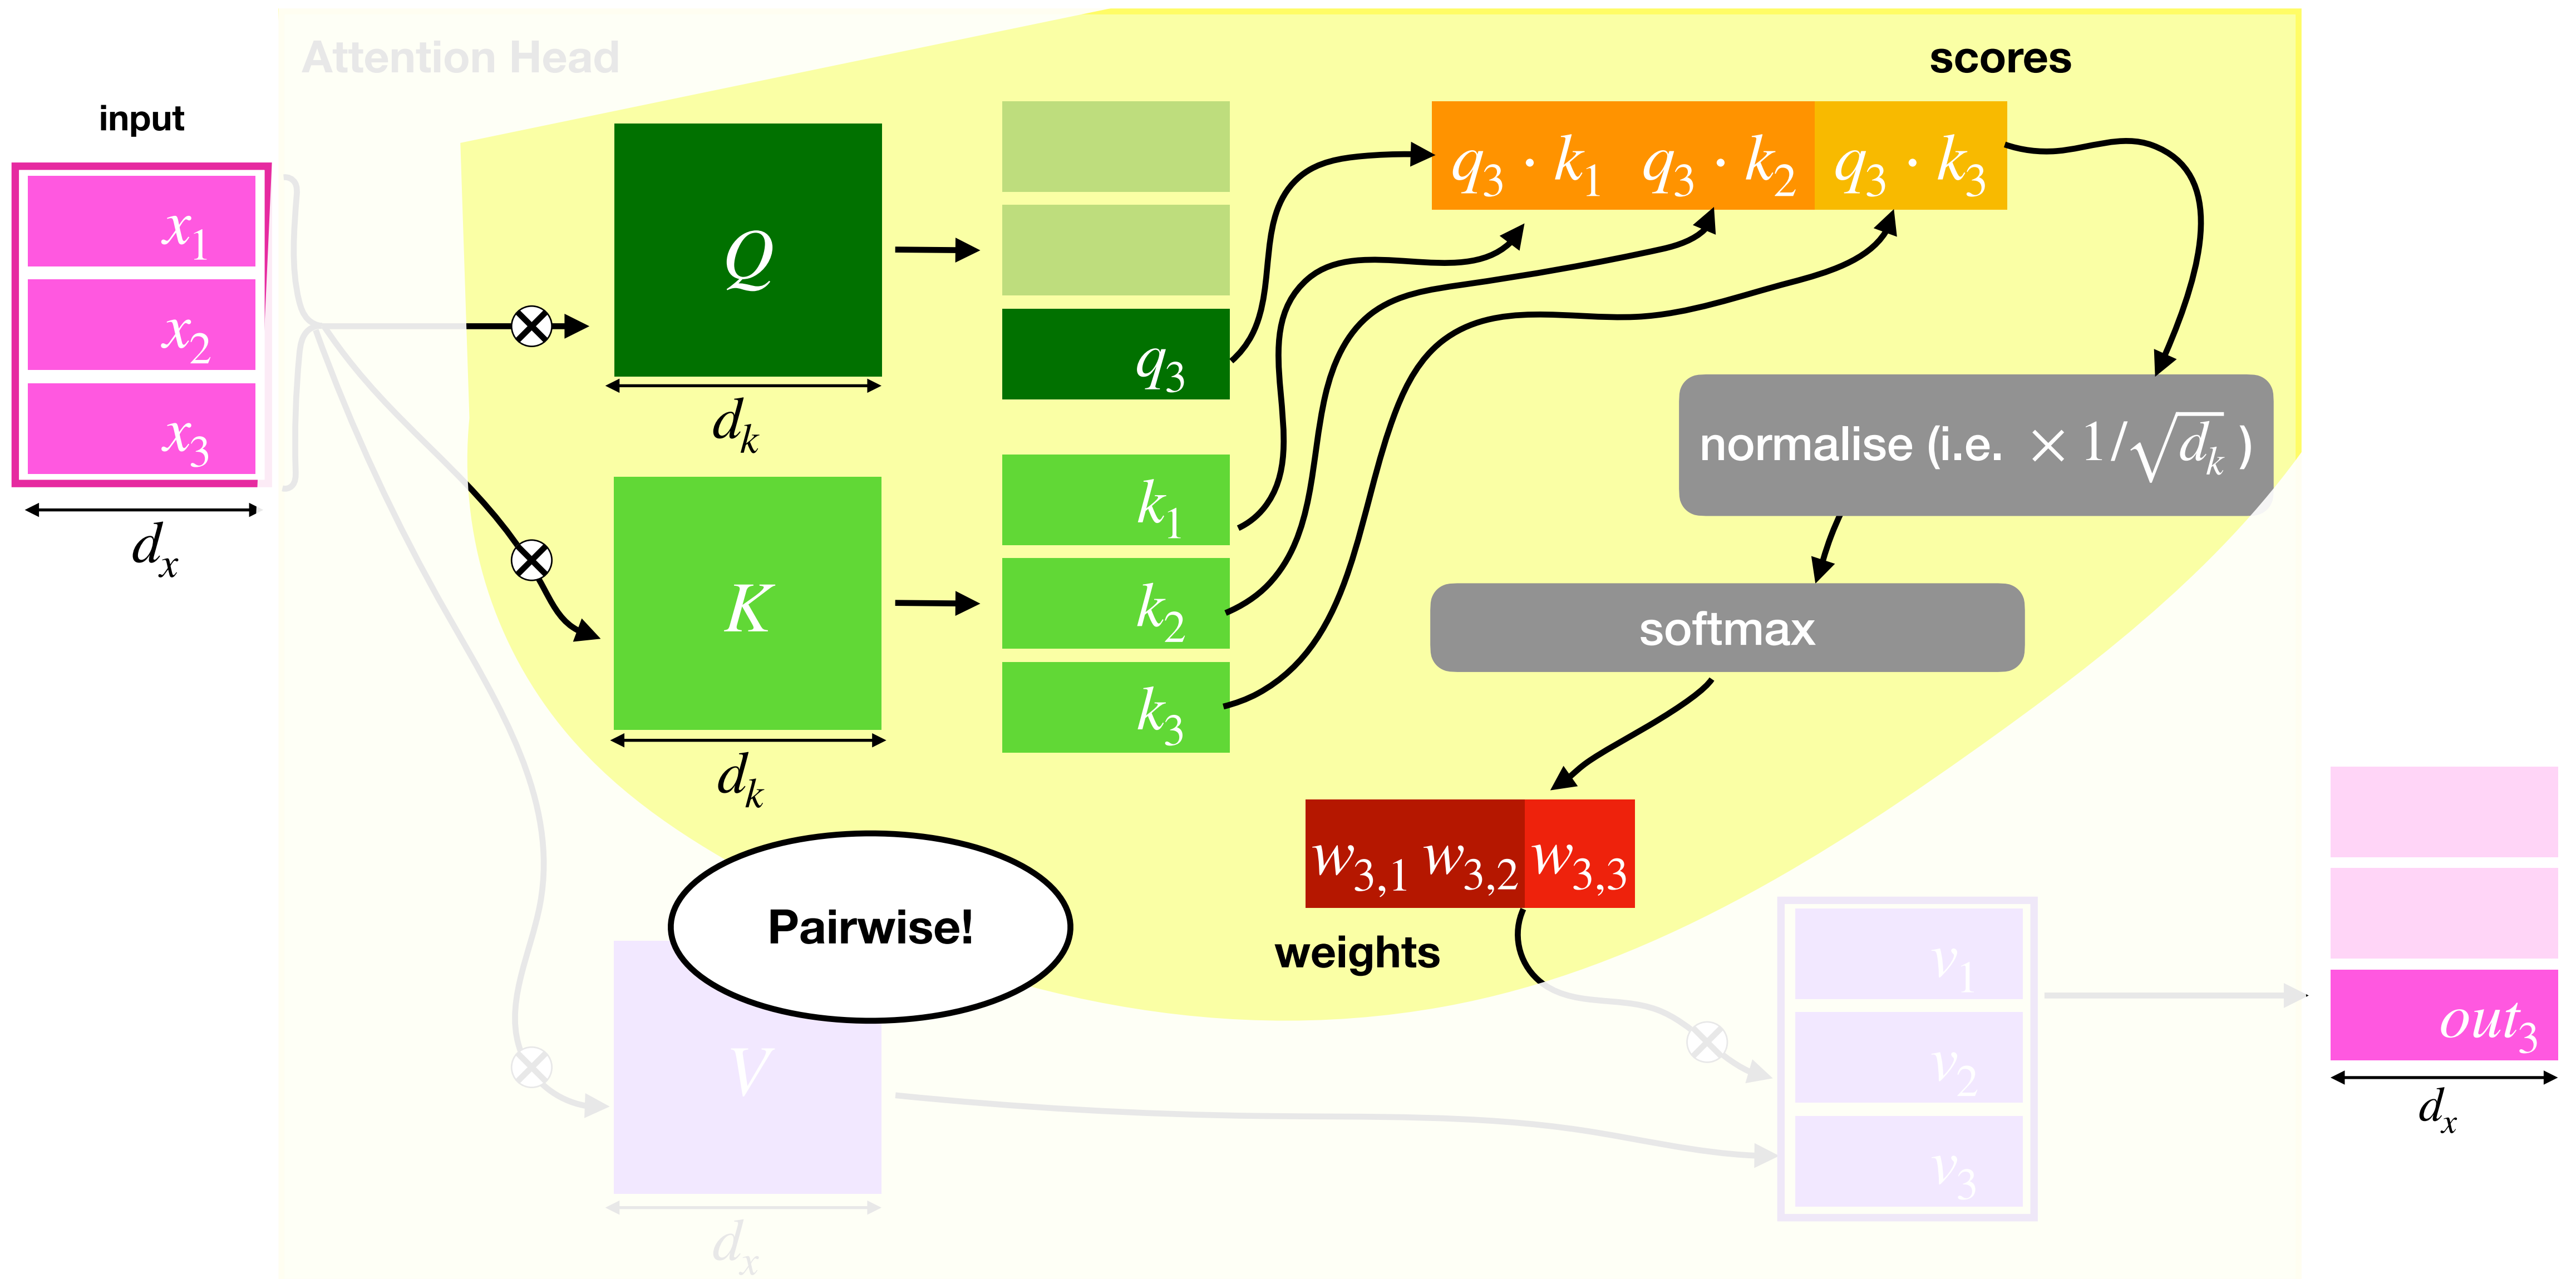 Attention Head
scores
input
x₁
x₂
x₃
dₓ
Q
dₖ
q₃
K
dₖ
k₁
k₂
k₃
q₃ · k₁ q₃ · k₂ q₃ · k₃
normalise (i.e. × 1/√dₖ )
softmax
w₃,₁ w₃,₂ w₃,₃
weights
Pairwise!
V
dₓ
v₁
v₂
v₃
out₃
dₓ